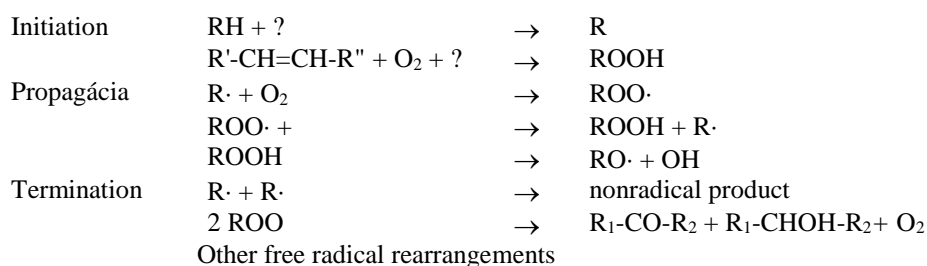 Initiation RH + ? → R
R'-CH=CH-R" + O₂ + ? → ROOH
Propagácia R· + O₂ → ROO·
ROO· + → ROOH + R·
ROOH → RO· + OH
Termination R· + R· → nonradical product
2 ROO → R₁-CO-R₂ + R₁-CHOH-R₂+ O₂
Other free radical rearrangements